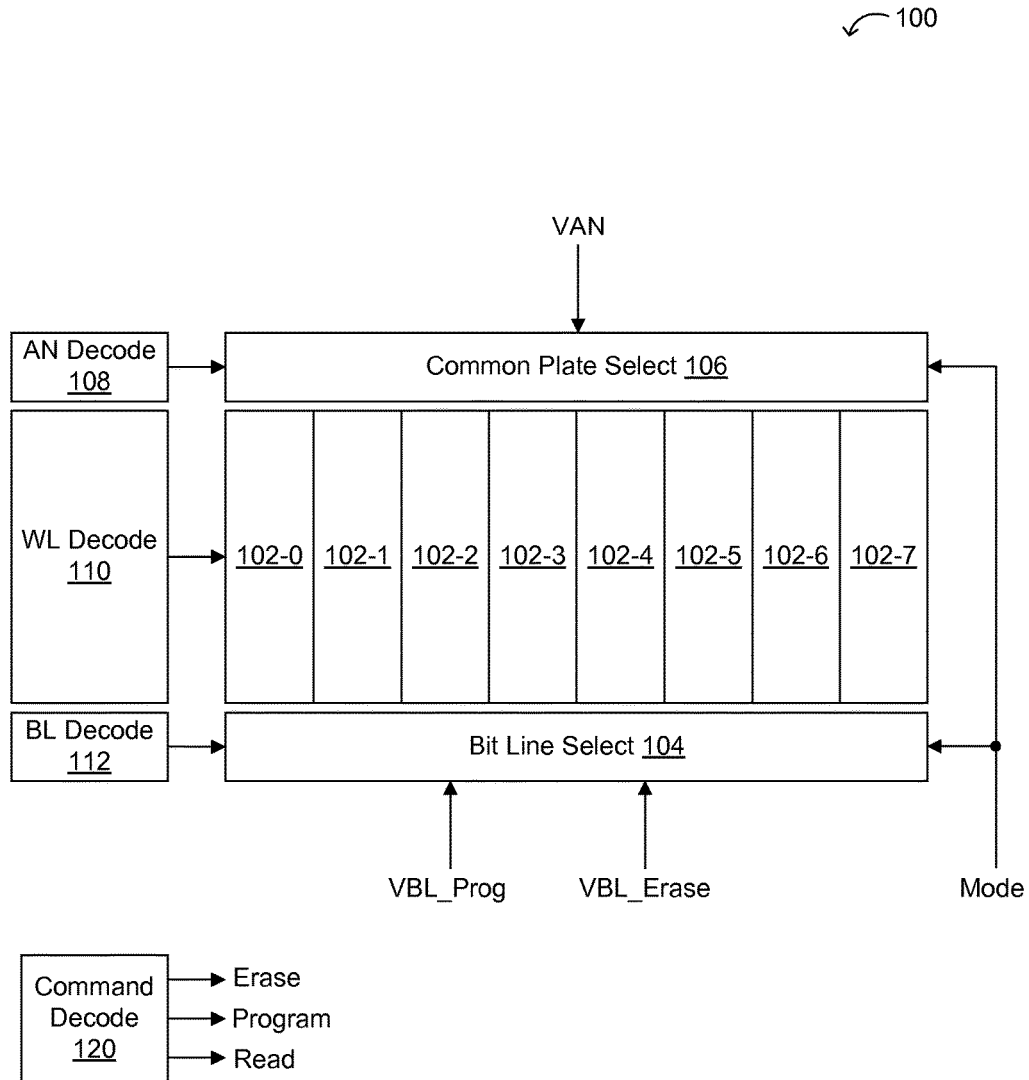 100
VAN
AN Decode
108
Common Plate Select 106
WL Decode
110
102-0 102-1 102-2 102-3 102-4 102-5 102-6 102-7
BL Decode
112
Bit Line Select 104
VBL_Prog VBL_Erase Mode
Command
Decode
120
Erase
Program
Read